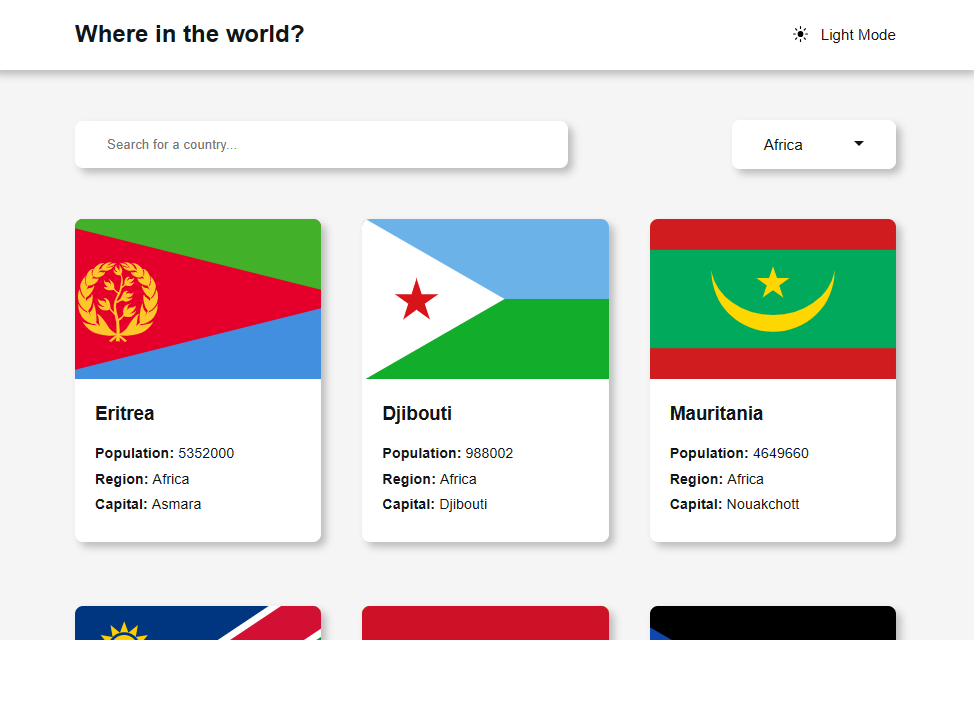 Where in the world?
Light Mode
Search for a country...
Africa
Eritrea
Population: 5352000
Region: Africa
Capital: Asmara
Djibouti
Population: 988002
Region: Africa
Capital: Djibouti
Mauritania
Population: 4649660
Region: Africa
Capital: Nouakchott